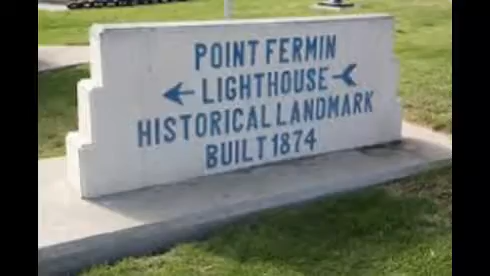 POINT FERMIN
LIGHTHOUSE
HISTORICAL LANDMARK
BUILT 1874